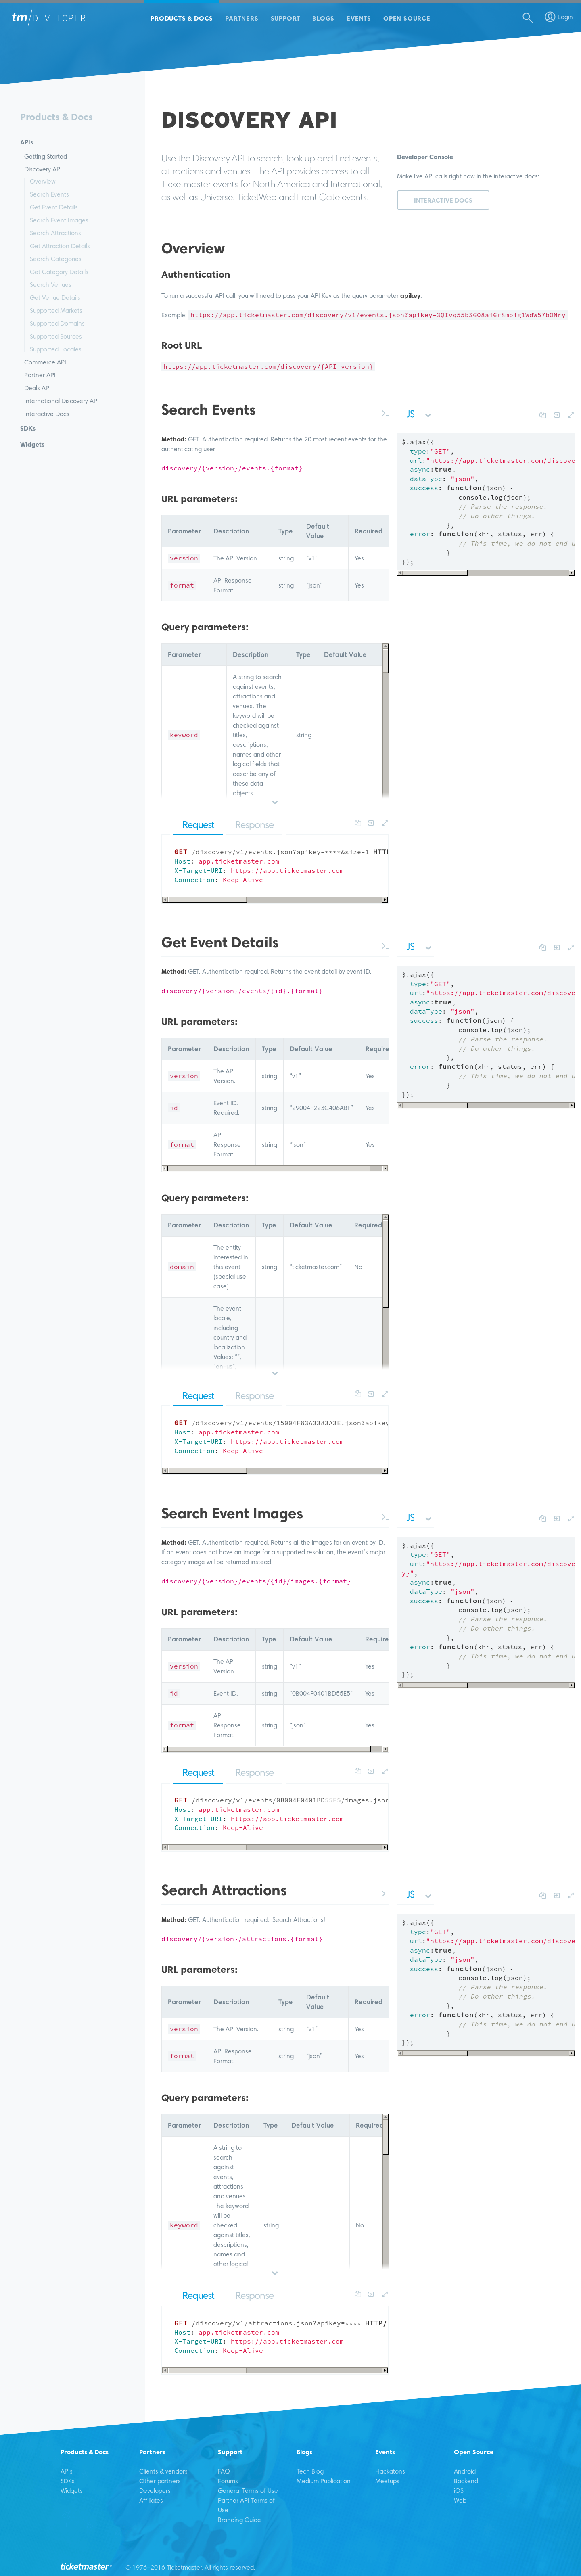 tm/DEVELOPER
PRODUCTS & DOCS
PARTNERS
SUPPORT
BLOGS
EVENTS
OPEN SOURCE
Login
Products & Docs
APIs
Getting Started
Discovery API
Overview
Search Events
Get Event Details
Search Event Images
Search Attractions
Get Attraction Details
Search Categories
Get Category Details
Search Venues
Get Venue Details
Supported Markets
Supported Domains
Supported Sources
Supported Locales
Commerce API
Partner API
Deals API
International Discovery API
Interactive Docs
SDKs
Widgets
DISCOVERY API
Use the Discovery API to search, look up and find events,
attractions and venues. The API provides access to all
Ticketmaster events for North America and International,
as well as Universe, TicketWeb and Front Gate events.
Developer Console
Make live API calls right now in the interactive docs:
INTERACTIVE DOCS
Overview
Authentication
To run a successful API call, you will need to pass your API Key as the query parameter apikey.
Example: https://app.ticketmaster.com/discovery/v1/events.json?apikey=3QIvq55bS608ai6r8moig1WdW57bONry
Root URL
https://app.ticketmaster.com/discovery/{API version}
Search Events
Method: GET. Authentication required. Returns the 20 most recent events for the
authenticating user.
discovery/{version}/events.{format}
URL parameters:
Parameter Description Type Default Value Required
version The API Version. string "v1" Yes
format API Response Format. string "json" Yes
Query parameters:
Parameter Description Type Default Value
keyword
A string to search
against events,
attractions and
venues. The
keyword will be
checked against
titles,
descriptions,
names and other
logical fields that
describe any of
these data
objects.
string
Request Response
GET /discovery/v1/events.json?apikey=****&size=1 HTTP
Host: app.ticketmaster.com
X-Target-URI: https://app.ticketmaster.com
Connection: Keep-Alive
JS
$.ajax({
type:"GET",
url:"https://app.ticketmaster.com/discove
async:true,
dataType: "json",
success: function(json) {
console.log(json);
// Parse the response.
// Do other things.
},
error: function(xhr, status, err) {
// This time, we do not end u
}
});
Get Event Details
Method: GET. Authentication required. Returns the event detail by event ID.
discovery/{version}/events/{id}.{format}
URL parameters:
Parameter Description Type Default Value Require
version The API Version. string "v1" Yes
id Event ID. Required. string "29004F223C406ABF" Yes
format API Response Format. string "json" Yes
Query parameters:
Parameter Description Type Default Value Required
domain
The entity
interested in
this event
(special use
case).
string "ticketmaster.com" No
The event
locale,
including
country and
localization.
Values: "",
"en-us"
Request Response
GET /discovery/v1/events/15004F83A3383A3E.json?apikey
Host: app.ticketmaster.com
X-Target-URI: https://app.ticketmaster.com
Connection: Keep-Alive
JS
$.ajax({
type:"GET",
url:"https://app.ticketmaster.com/discove
async:true,
dataType: "json",
success: function(json) {
console.log(json);
// Parse the response.
// Do other things.
},
error: function(xhr, status, err) {
// This time, we do not end u
}
});
Search Event Images
Method: GET. Authentication required. Returns all the images for an event by ID.
If an event does not have an image for a supported resolution, the event's major
category image will be returned instead.
discovery/{version}/events/{id}/images.{format}
URL parameters:
Parameter Description Type Default Value Require
version The API Version. string "v1" Yes
id Event ID. string "0B004F0401BD55E5" Yes
format API Response Format. string "json" Yes
Request Response
GET /discovery/v1/events/0B004F0401BD55E5/images.json
Host: app.ticketmaster.com
X-Target-URI: https://app.ticketmaster.com
Connection: Keep-Alive
JS
$.ajax({
type:"GET",
url:"https://app.ticketmaster.com/discove
y}",
async:true,
dataType: "json",
success: function(json) {
console.log(json);
// Parse the response.
// Do other things.
},
error: function(xhr, status, err) {
// This time, we do not end u
}
});
Search Attractions
Method: GET. Authentication required.. Search Attractions!
discovery/{version}/attractions.{format}
URL parameters:
Parameter Description Type Default Value Required
version The API Version. string "v1" Yes
format API Response Format. string "json" Yes
Query parameters:
Parameter Description Type Default Value Required
keyword
A string to
search
against
events,
attractions
and venues.
The keyword
will be
checked
against titles,
descriptions,
names and
other logical
string No
Request Response
GET /discovery/v1/attractions.json?apikey=**** HTTP/
Host: app.ticketmaster.com
X-Target-URI: https://app.ticketmaster.com
Connection: Keep-Alive
JS
$.ajax({
type:"GET",
url:"https://app.ticketmaster.com/discove
async:true,
dataType: "json",
success: function(json) {
console.log(json);
// Parse the response.
// Do other things.
},
error: function(xhr, status, err) {
// This time, we do not end u
}
});
Products & Docs
APIs
SDKs
Widgets
Partners
Clients & vendors
Other partners
Developers
Affiliates
Support
FAQ
Forums
General Terms of Use
Partner API Terms of
Use
Branding Guide
Blogs
Tech Blog
Medium Publication
Events
Hackatons
Meetups
Open Source
Android
Backend
iOS
Web
ticketmaster
© 1976-2016 Ticketmaster. All rights reserved.